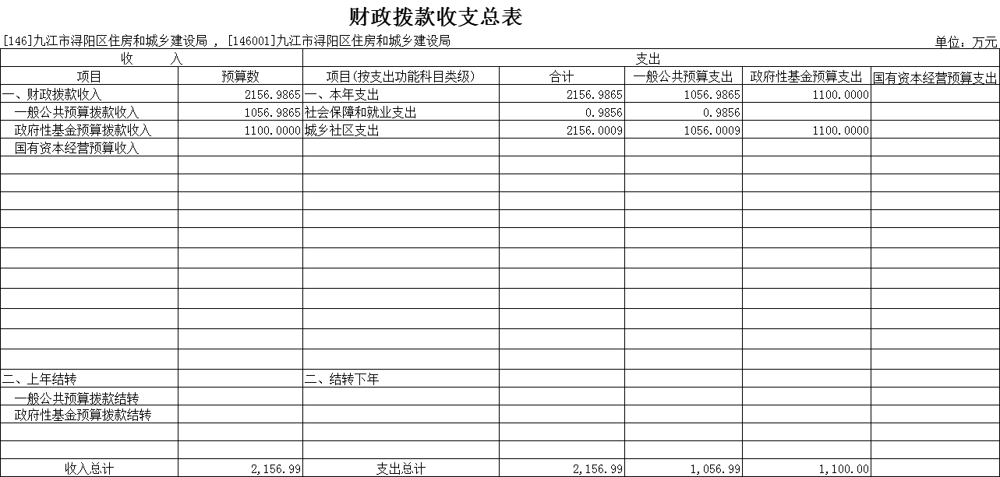 财政拨款收支总表
[146]九江市浔阳区住房和城乡建设局 , [146001]九江市浔阳区住房和城乡建设局 单位：万元
收 入 支出
项目 预算数 项目(按支出功能科目类级) 合计 一般公共预算支出 政府性基金预算支出 国有资本经营预算支出
一、财政拨款收入 2156.9865 一、本年支出 2156.9865 1056.9865 1100.0000
一般公共预算拨款收入 1056.9865 社会保障和就业支出 0.9856 0.9856
政府性基金预算拨款收入 1100.0000 城乡社区支出 2156.0009 1056.0009 1100.0000
国有资本经营预算收入
二、上年结转 二、结转下年
一般公共预算拨款结转
政府性基金预算拨款结转
收入总计 2,156.99 支出总计 2,156.99 1,056.99 1,100.00